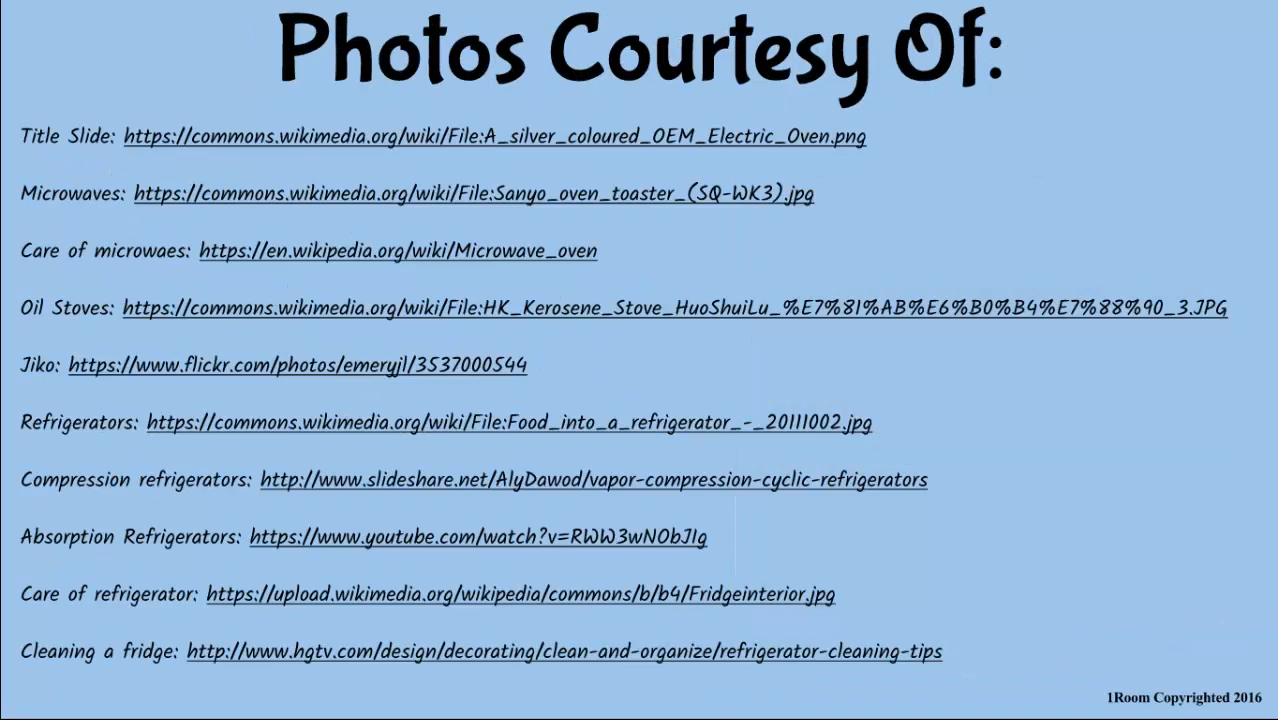 Photos Courtesy Of:
Title Slide: https://commons.wikimedia.org/wiki/File:A_silver_coloured_OEM_Electric_Oven.png
Microwaves: https://commons.wikimedia.org/wiki/File:Sanyo_oven_toaster_(SQ-WK3).jpg
Care of microwaes: https://en.wikipedia.org/wiki/Microwave_oven
Oil Stoves: https://commons.wikimedia.org/wiki/File:HK_Kerosene_Stove_HuoShuiLu_%E7%81%AB%E6%B0%B4%E7%88%90_3.JPG
Jiko: https://www.flickr.com/photos/emeryjl/3537000544
Refrigerators: https://commons.wikimedia.org/wiki/File:Food_into_a_refrigerator_-_20111002.jpg
Compression refrigerators: http://www.slideshare.net/AlyDawod/vapor-compression-cyclic-refrigerators
Absorption Refrigerators: https://www.youtube.com/watch?v=RWW3wNObJIg
Care of refrigerator: https://upload.wikimedia.org/wikipedia/commons/b/b4/Fridgeinterior.jpg
Cleaning a fridge: http://www.hgtv.com/design/decorating/clean-and-organize/refrigerator-cleaning-tips
1Room Copyrighted 2016